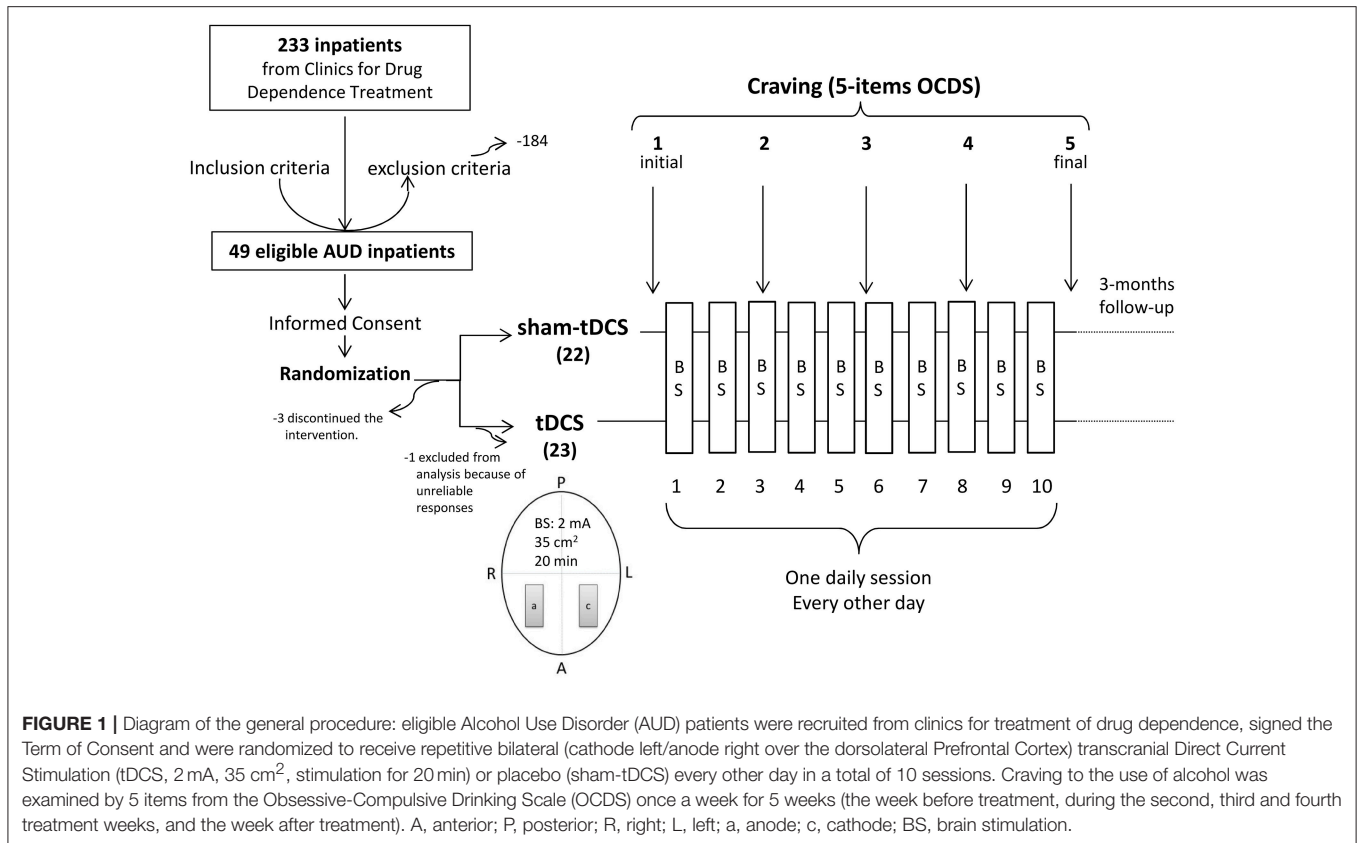 233 inpatients
from Clinics for Drug
Dependence Treatment
Inclusion criteria
exclusion criteria
-184
49 eligible AUD inpatients
Informed Consent
Randomization
-3 discontinued the
intervention.
sham-tDCS
(22)
tDCS
(23)
-1 excluded from
analysis because of
unreliable
responses
P
BS: 2 mA
35 cm²
20 min
R
L
a
c
A
Craving (5-items OCDS)
1
initial
2
3
4
5
final
3-months
follow-up
B
S
B
S
B
S
B
S
B
S
B
S
B
S
B
S
B
S
B
S
1 2 3 4 5 6 7 8 9 10
One daily session
Every other day
FIGURE 1 | Diagram of the general procedure: eligible Alcohol Use Disorder (AUD) patients were recruited from clinics for treatment of drug dependence, signed the
Term of Consent and were randomized to receive repetitive bilateral (cathode left/anode right over the dorsolateral Prefrontal Cortex) transcranial Direct Current
Stimulation (tDCS, 2 mA, 35 cm², stimulation for 20 min) or placebo (sham-tDCS) every other day in a total of 10 sessions. Craving to the use of alcohol was
examined by 5 items from the Obsessive-Compulsive Drinking Scale (OCDS) once a week for 5 weeks (the week before treatment, during the second, third and fourth
treatment weeks, and the week after treatment). A, anterior; P, posterior; R, right; L, left; a, anode; c, cathode; BS, brain stimulation.